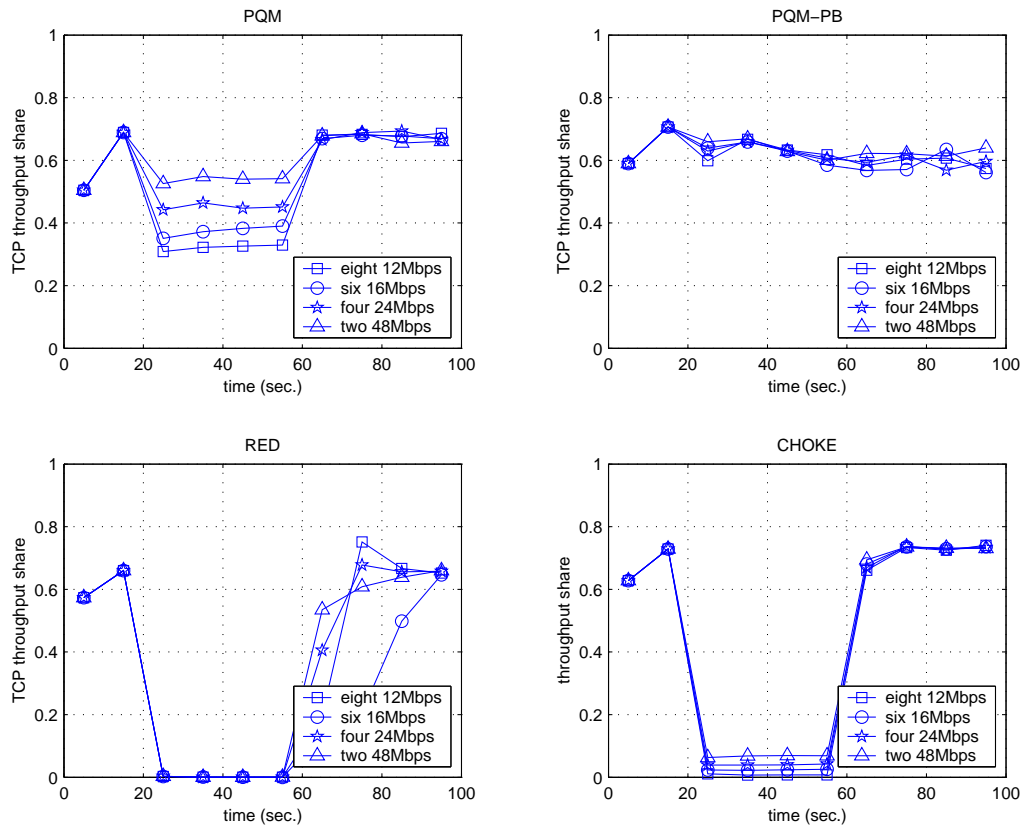 PQM
1
0.8
0.6
0.4
0.2
0
0
20
40
60
80
100
TCP throughput share
time (sec.)
eight 12Mbps
six 16Mbps
four 24Mbps
two 48Mbps
PQM−PB
1
0.8
0.6
0.4
0.2
0
0
20
40
60
80
100
TCP throughput share
time (sec.)
eight 12Mbps
six 16Mbps
four 24Mbps
two 48Mbps
RED
1
0.8
0.6
0.4
0.2
0
0
20
40
60
80
100
TCP throughput share
time (sec.)
eight 12Mbps
six 16Mbps
four 24Mbps
two 48Mbps
CHOKE
1
0.8
0.6
0.4
0.2
0
0
20
40
60
80
100
throughput share
time (sec.)
eight 12Mbps
six 16Mbps
four 24Mbps
two 48Mbps